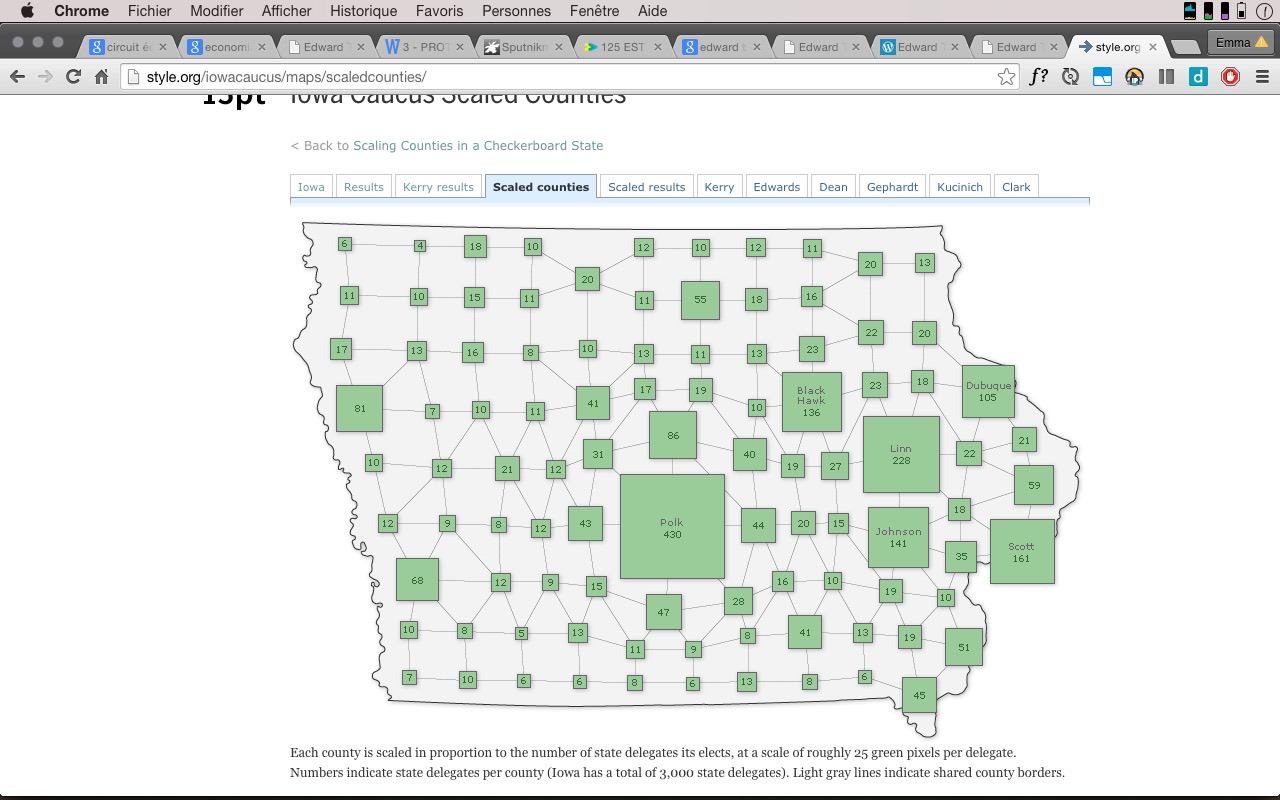 Chrome Fichier Modifier Afficher Historique Favoris Personnes Fenêtre Aide
circuit éc economi Edward T 3 - PROT Sputnikn 125 EST edward t Edward T Edward T Edward T style.org Emma
style.org/iowacaucus/maps/scaledcounties/ f? d
15pt Iowa Caucus Scaled Counties
< Back to Scaling Counties in a Checkerboard State
Iowa Results Kerry results Scaled counties Scaled results Kerry Edwards Dean Gephardt Kucinich Clark
6 4 18 10 12 10 12 11
20 13
20
11 10 15 11 11 55 18 16
22 20
17 13 16 8 10 13 11 13 23
17 19 23 18
Dubuque
105
Black
Hawk
136
81 7 10 11 41 10
86 21
31 40 Linn
228
22
10 12 21 12 19 27
59
18
12 9 8 12 43 Polk
430
44 20 15 Johnson
141
Scott
161
35
68 12 9 15 16 10 19
28 10
47
10 8 5 13 8 41 13 19
11 9 51
7 10 6 6 8 6 13 8 6
45
Each county is scaled in proportion to the number of state delegates its elects, at a scale of roughly 25 green pixels per delegate.
Numbers indicate state delegates per county (Iowa has a total of 3,000 state delegates). Light gray lines indicate shared county borders.